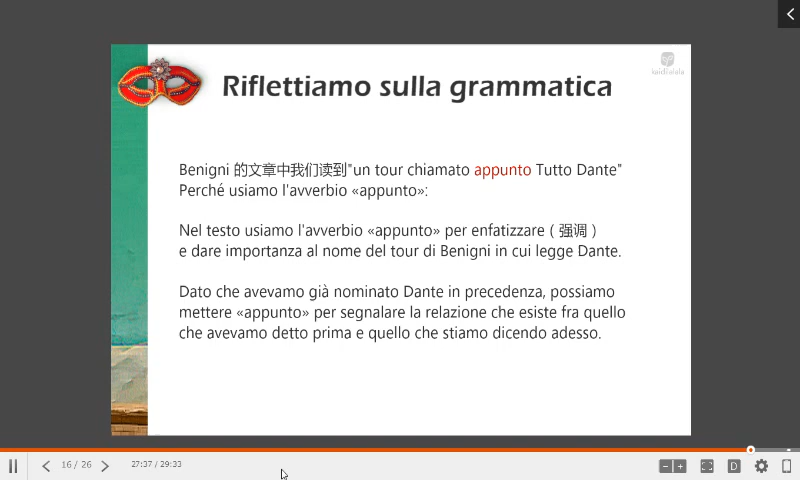 Riflettiamo sulla grammatica
Benigni 的文章中我们读到"un tour chiamato appunto Tutto Dante"
Perché usiamo l'avverbio «appunto»:
Nel testo usiamo l'avverbio «appunto» per enfatizzare ( 强调 )
e dare importanza al nome del tour di Benigni in cui legge Dante.
Dato che avevamo già nominato Dante in precedenza, possiamo
mettere «appunto» per segnalare la relazione che esiste fra quello
che avevamo detto prima e quello che stiamo dicendo adesso.
16 / 26
27:37 / 29:33
D